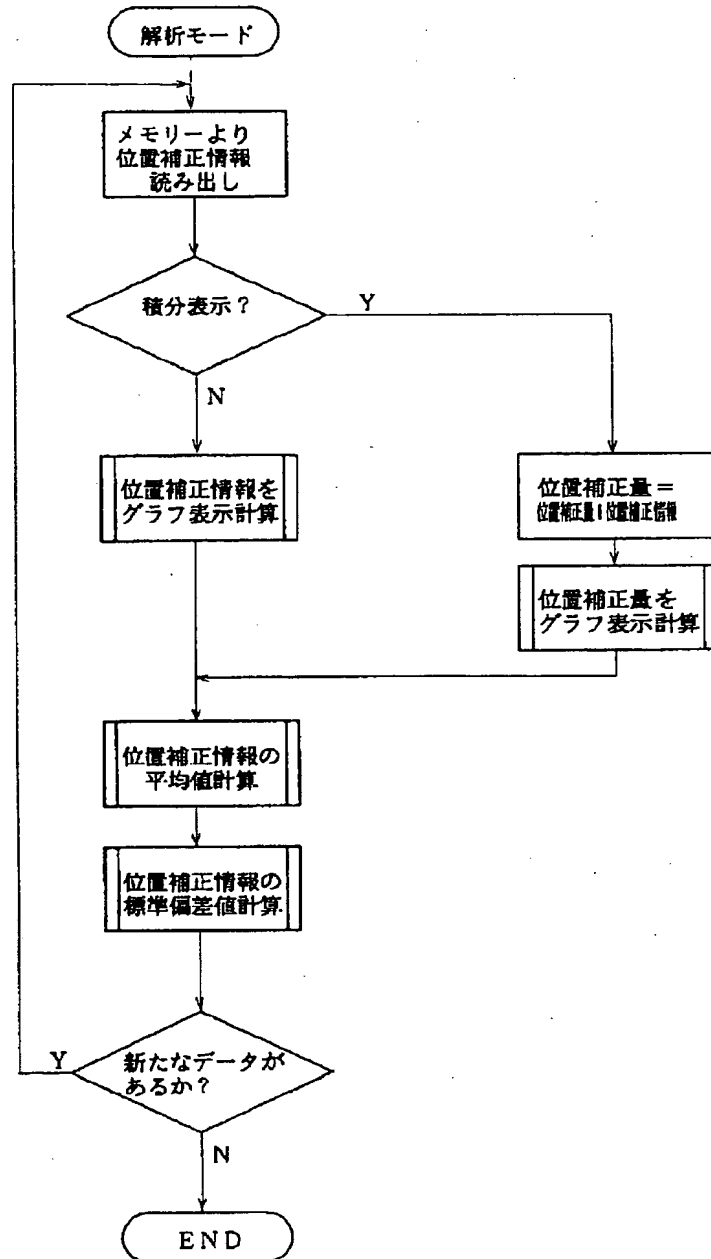 解析モード
メモリーより
位置補正情報
読み出し
積分表示？
Y
N
位置補正情報を
グラフ表示計算
位置補正量＝
位置補正量 位置補正情報
位置補正量を
グラフ表示計算
位置補正情報の
平均値計算
位置補正情報の
標準偏差値計算
新たなデータが
あるか？
Y
N
END